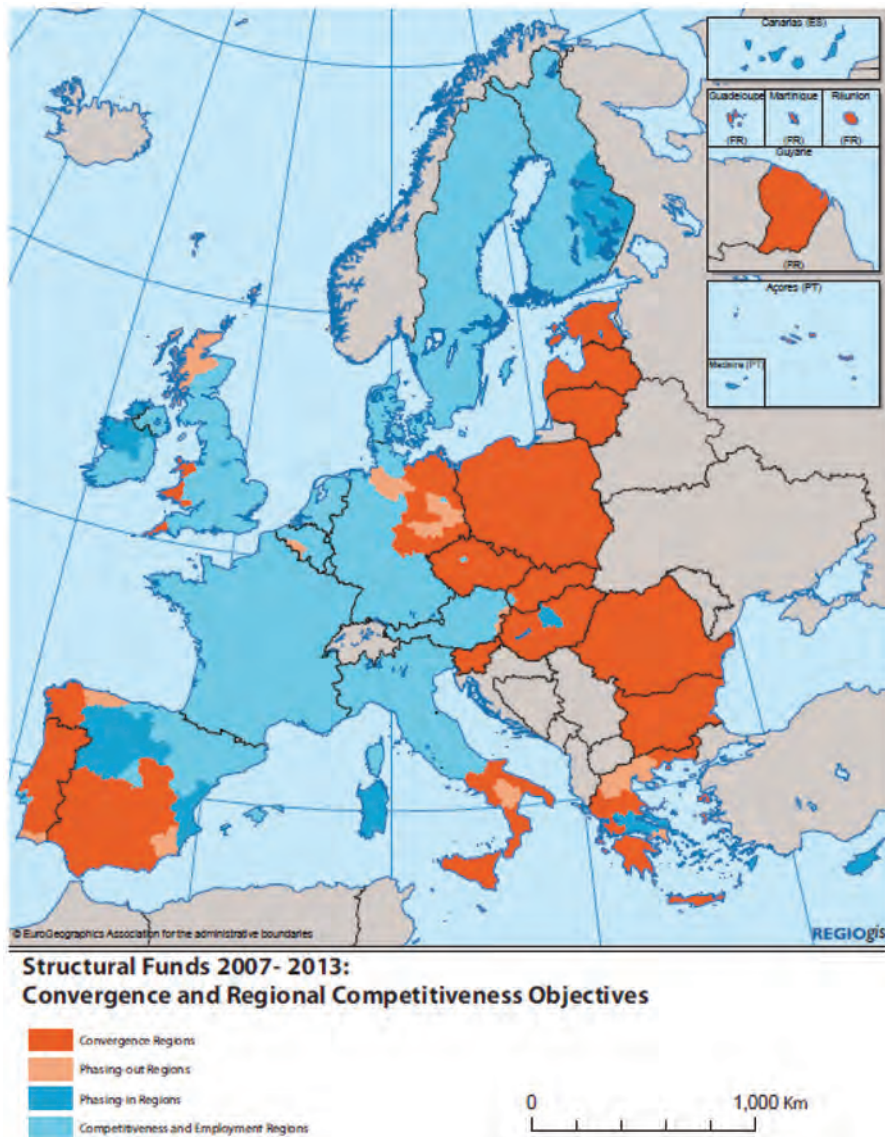 Canarias (ES)
Guadeloupe Martinique Réunion
(FR) (FR) (FR)
Guyane
(FR)
Açores (PT)
Madeira (PT)
© EuroGeographics Association for the administrative boundaries
REGIOgis
Structural Funds 2007- 2013:
Convergence and Regional Competitiveness Objectives
Convergence Regions
Phasing-out Regions
Phasing-in Regions
Competitiveness and Employment Regions
0 1,000 Km